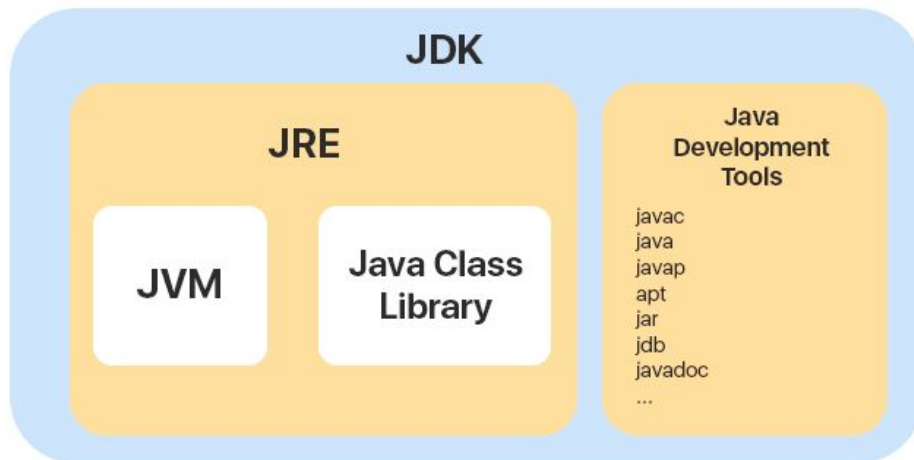 JDK
JRE
JVM
Java Class
Library
Java
Development
Tools
javac
java
javap
apt
jar
jdb
javadoc
...